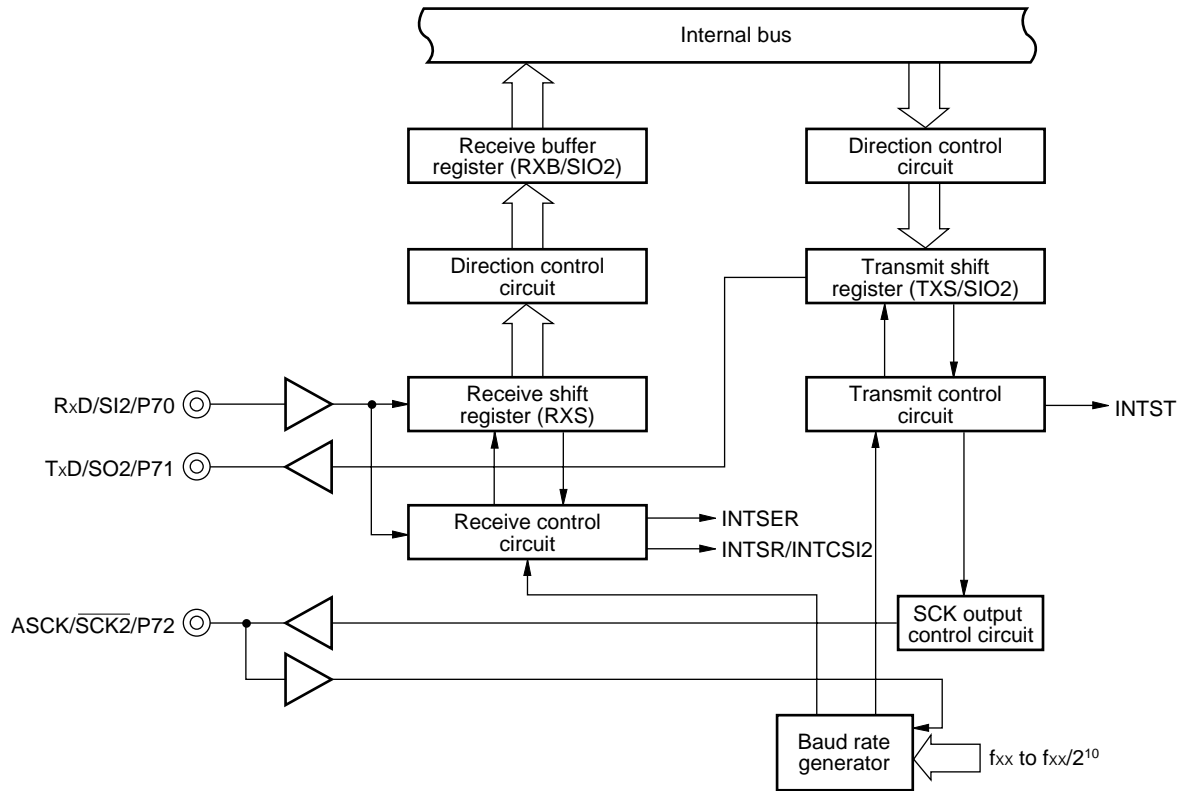 Internal bus
Receive buffer
register (RXB/SIO2)
Direction control
circuit
Direction control
circuit
Transmit shift
register (TXS/SIO2)
RxD/SI2/P70
Receive shift
register (RXS)
Transmit control
circuit
INTST
TxD/SO2/P71
Receive control
circuit
INTSER
INTSR/INTCSI2
ASCK/S̅C̅K̅2̅/P72
SCK output
control circuit
Baud rate
generator
fxx to fxx/2¹⁰